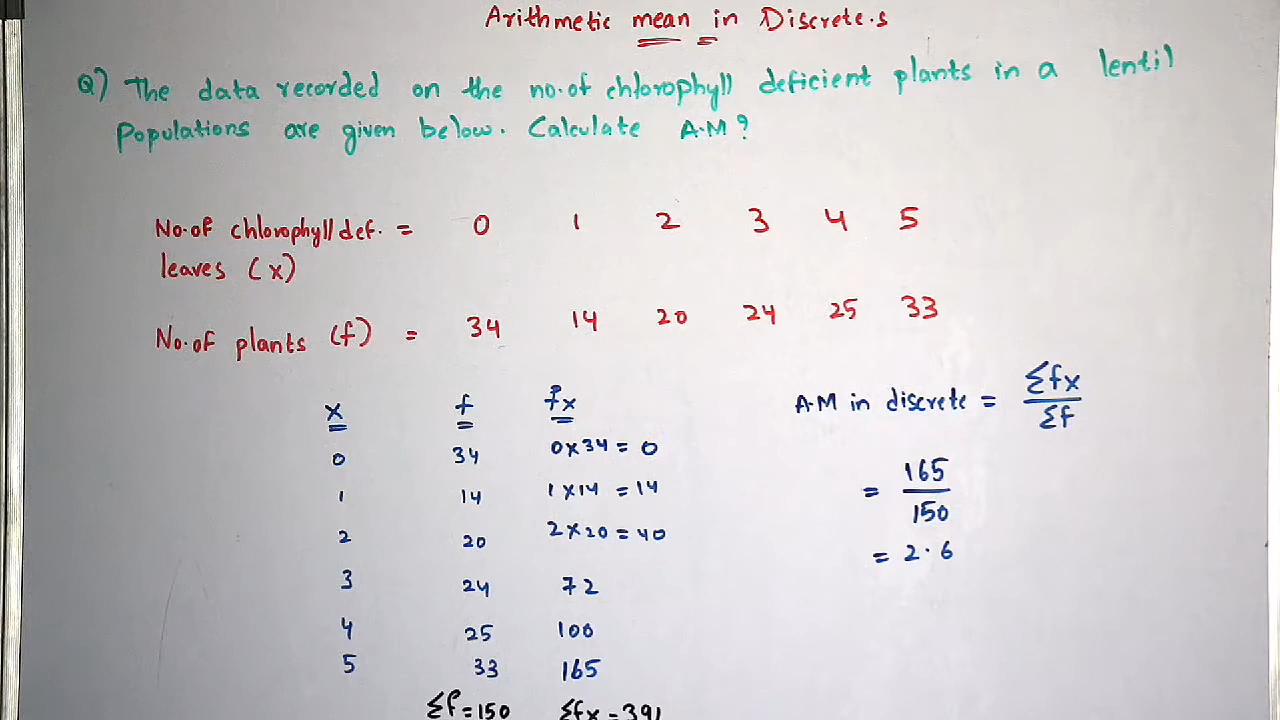 Arithmetic mean in Discrete.s
Q) The data recorded on the no.of chlorophyll deficient plants in a lentil
Populations are given below. Calculate A.M?
No.of chlorophyll def. = 0 1 2 3 4 5
leaves (x)
No.of plants (f) = 34 14 20 24 25 33
x f fx
0 34 0x34 = 0
1 14 1x14 = 14
2 20 2x20 = 40
3 24 72
4 25 100
5 33 165
Σf = 150 Σfx = 391
A.M in discrete = Σfx
Σf
= 165
150
= 2.6